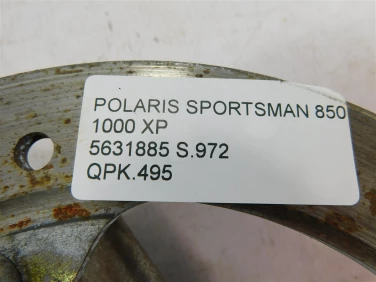 POLARIS SPORTSMAN 850
1000 XP
5631885 S.972
QPK.495